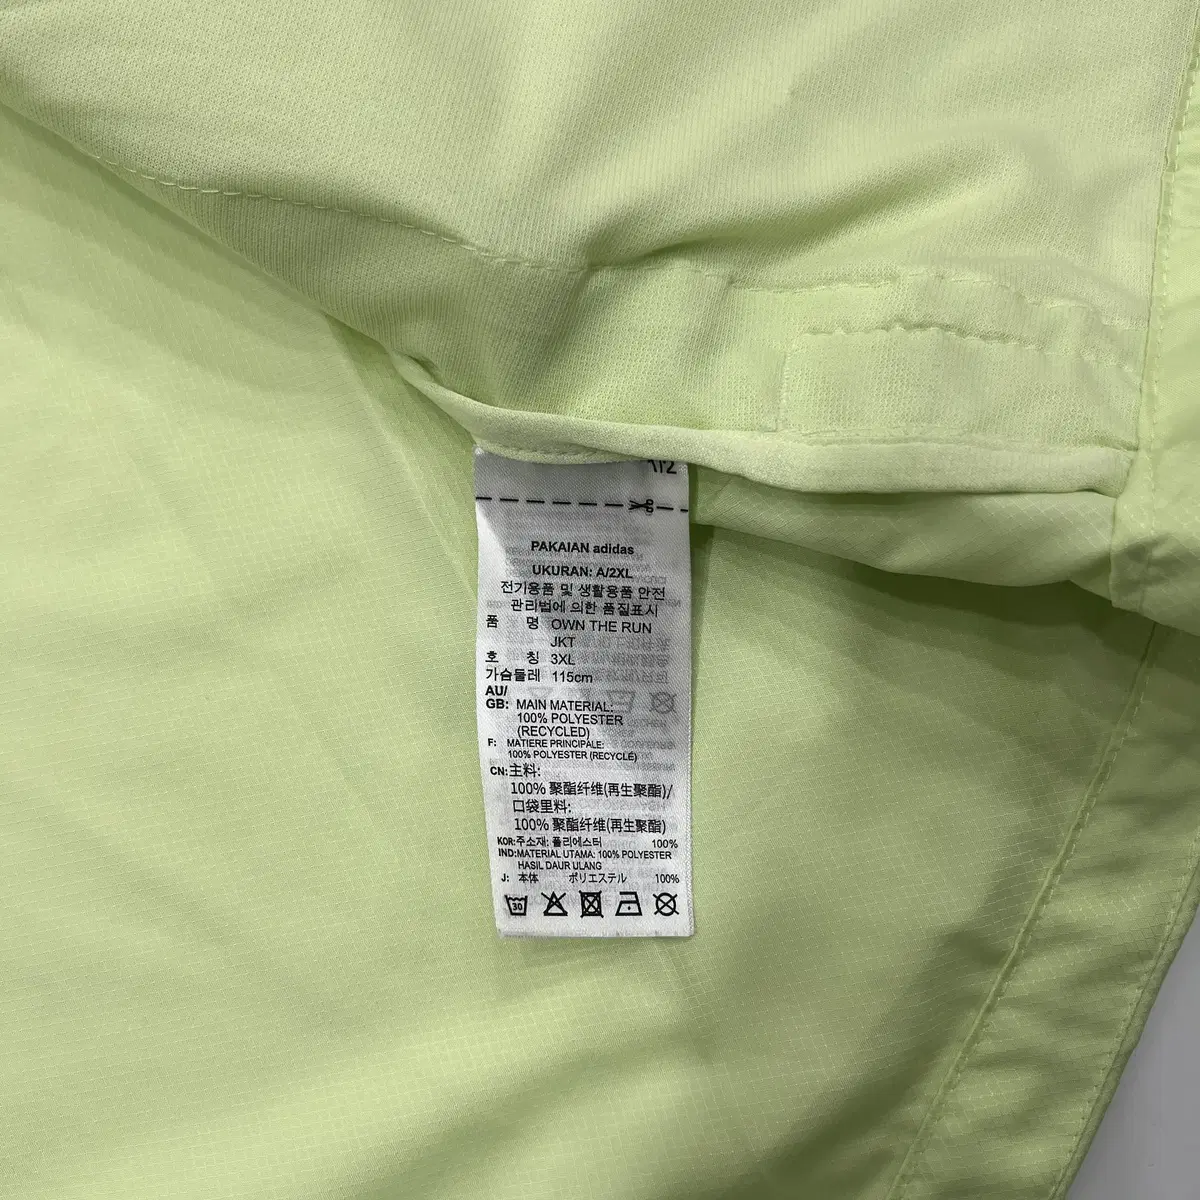 PAKAIAN adidas
UKURAN: A/2XL
전기용품 및 생활용품 안전
관리법에 의한 품질표시
품 명 OWN THE RUN
JKT
호 칭 3XL
가슴둘레 115cm
AU/
GB: MAIN MATERIAL:
100% POLYESTER
(RECYCLED)
F: MATIERE PRINCIPALE:
100% POLYESTER (RECYCLÉ)
CN:主料:
100% 聚酯纤维(再生聚酯)/
口袋里料:
100% 聚酯纤维(再生聚酯)
KOR:주소재: 폴리에스터 100%
IND:MATERIAL UTAMA: 100% POLYESTER
HASIL DAUR ULANG
J: 本体 ポリエステル 100%
30